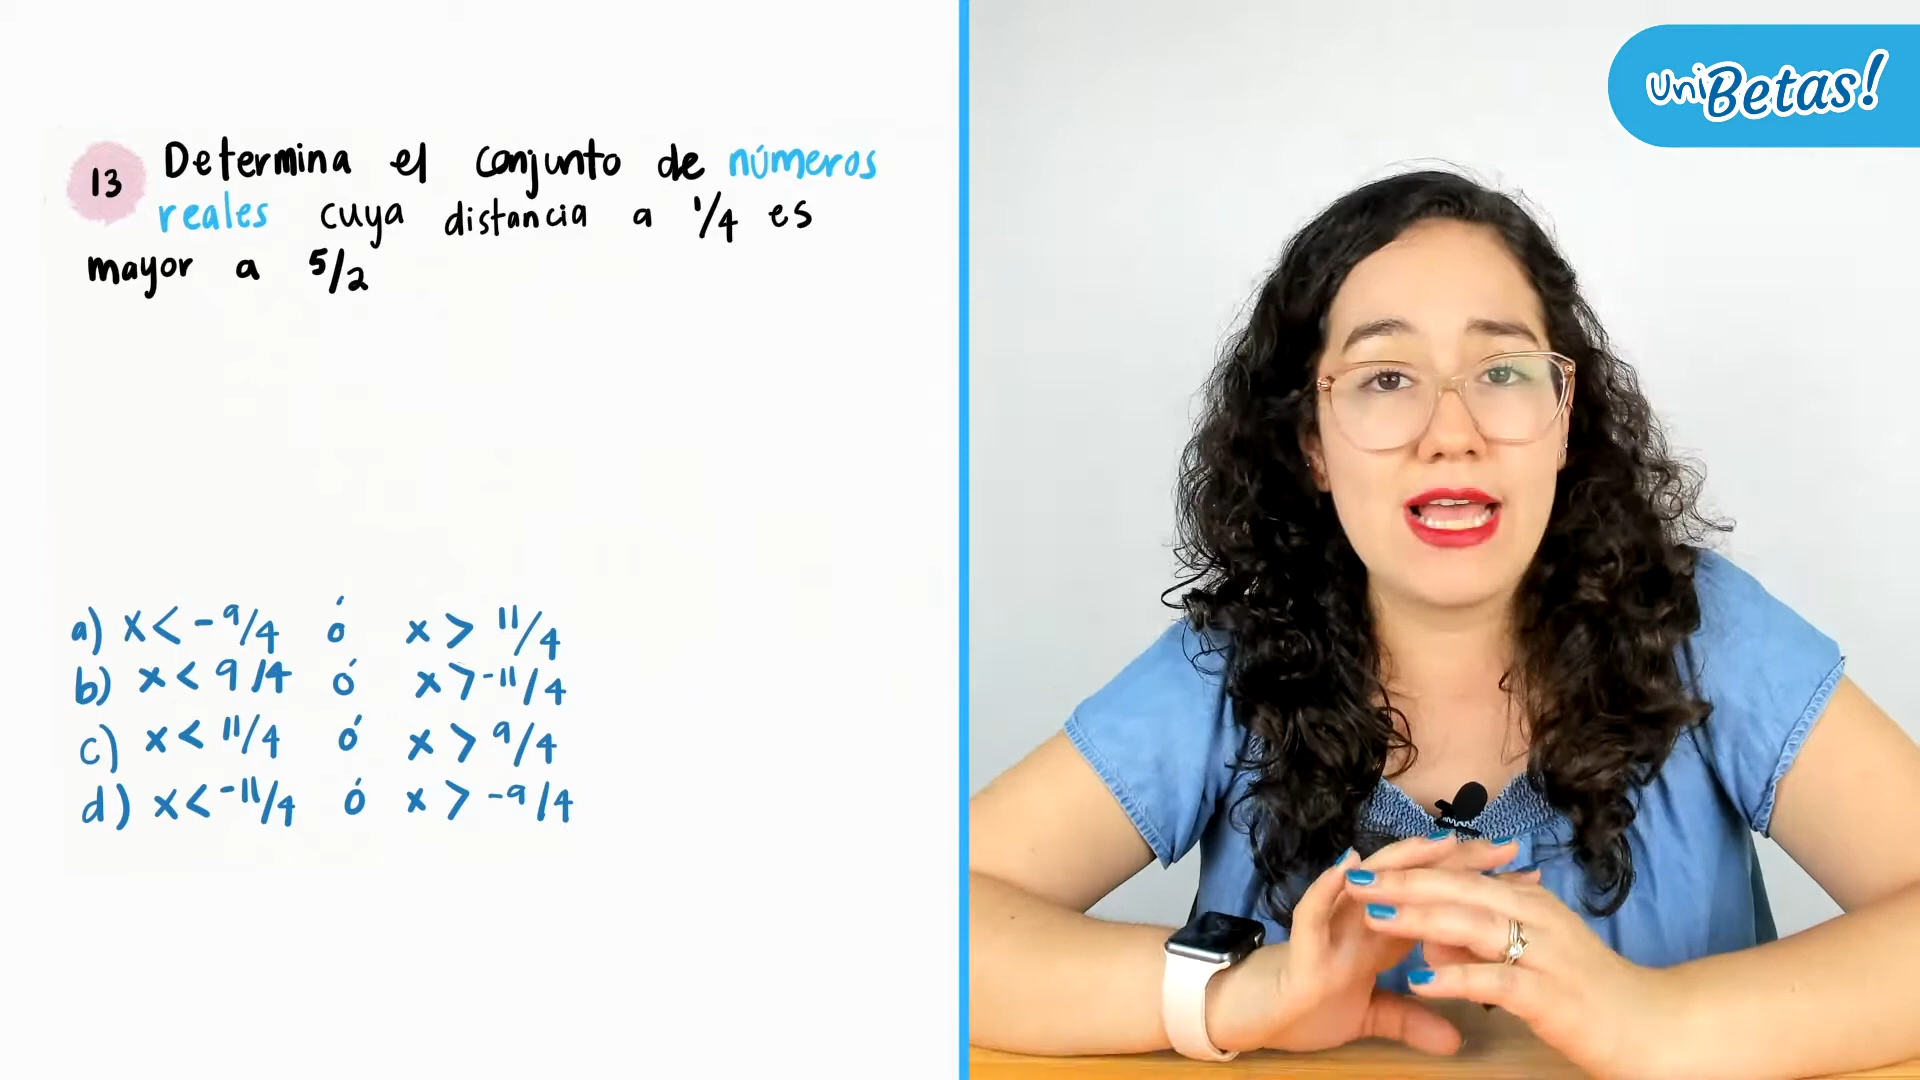 uniBetas!
13 Determina el conjunto de números
reales cuya distancia a 1/4 es
mayor a 5/2
a) x < -9/4 ó x > 11/4
b) x < 9/4 ó x > -11/4
c) x < 11/4 ó x > 9/4
d) x < -11/4 ó x > -9/4